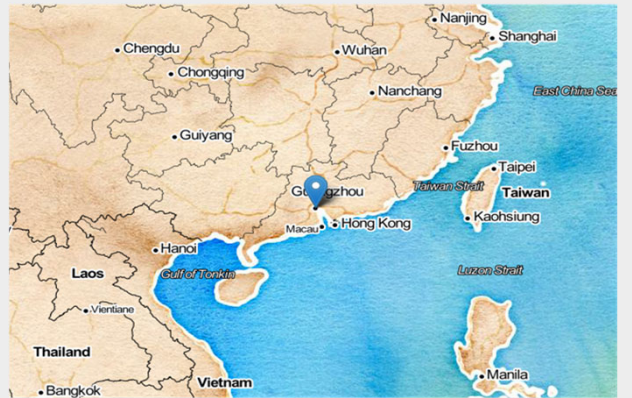 Nanjing
Shanghai
Chengdu
Wuhan
Chongqing
Nanchang
East China Sea
Guiyang
Fuzhou
Taipei
Taiwan Strait
Taiwan
Kaohsiung
Hong Kong
Macau
Hanoi
Gulf of Tonkin
Laos
Luzon Strait
Vientiane
Thailand
Manila
Vietnam
Bangkok